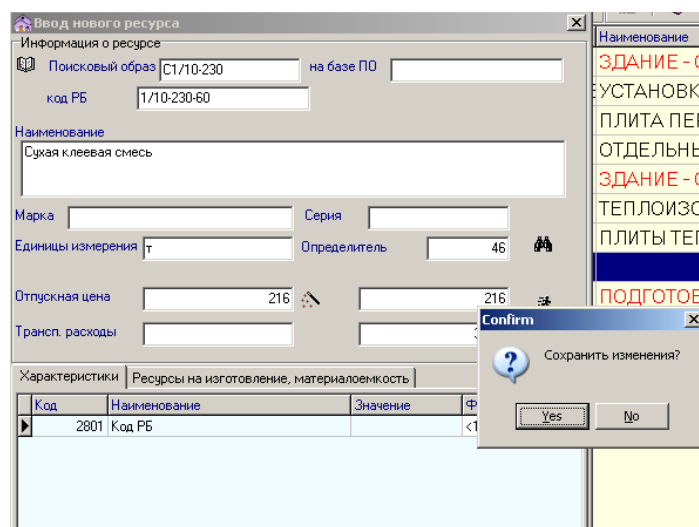 Ввод нового ресурса
Информация о ресурсе
Поисковый образ С1/10-230 на базе ПО
код РБ 1/10-230-60
Наименование
Сухая клеевая смесь
Марка Серия
Единицы измерения т Определитель 46
Отпускная цена 216 216
Трансп. расходы
Характеристики Ресурсы на изготовление, материалоемкость
Код Наименование Значение Ф
2801 Код РБ <1
Наименование
ЗДАНИЕ -
УСТАНОВК
ПЛИТА ПЕ
ОТДЕЛЬН
ЗДАНИЕ -
ТЕПЛОИЗО
ПЛИТЫ ТЕ
ПОДГОТОВ
Confirm
Сохранить изменения?
Yes No